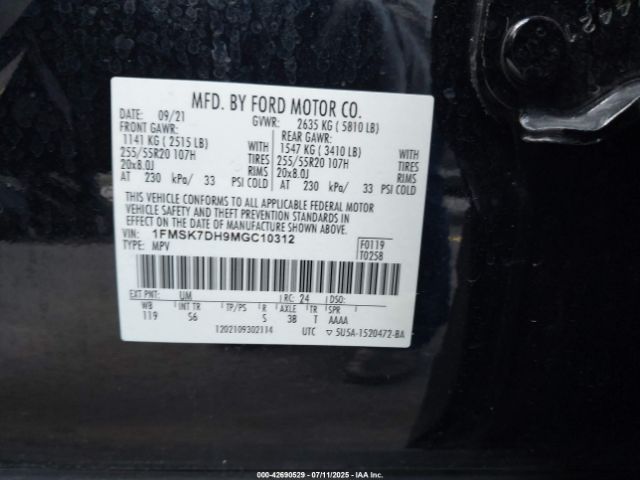 4421
MFD. BY FORD MOTOR CO.
DATE: 09/21 GVWR: 2635 KG ( 5810 LB)
FRONT GAWR: REAR GAWR:
1141 KG ( 2515 LB) WITH 1547 KG ( 3410 LB) WITH
255/55R20 107H TIRES 255/55R20 107H TIRES
20x8.0J RIMS 20x8.0J RIMS
AT 230 kPa/ 33 PSI COLD AT 230 kPa/ 33 PSI COLD
THIS VEHICLE CONFORMS TO ALL APPLICABLE FEDERAL MOTOR
VEHICLE SAFETY AND THEFT PREVENTION STANDARDS IN
EFFECT ON THE DATE OF MANUFACTURE SHOWN ABOVE.
VIN: 1FMSK7DH9MGC10312 F0119
TYPE: MPV T0258
EXT PNT: UM RC: 24 DSO:
WB INT TR TP/PS R AXLE TR SPR
119 S6 S 3B T AAAA
1202109302114 UTC ▽ 5U5A-1520472-BA
000-42690529 - 07/11/2025 - IAAI.COM